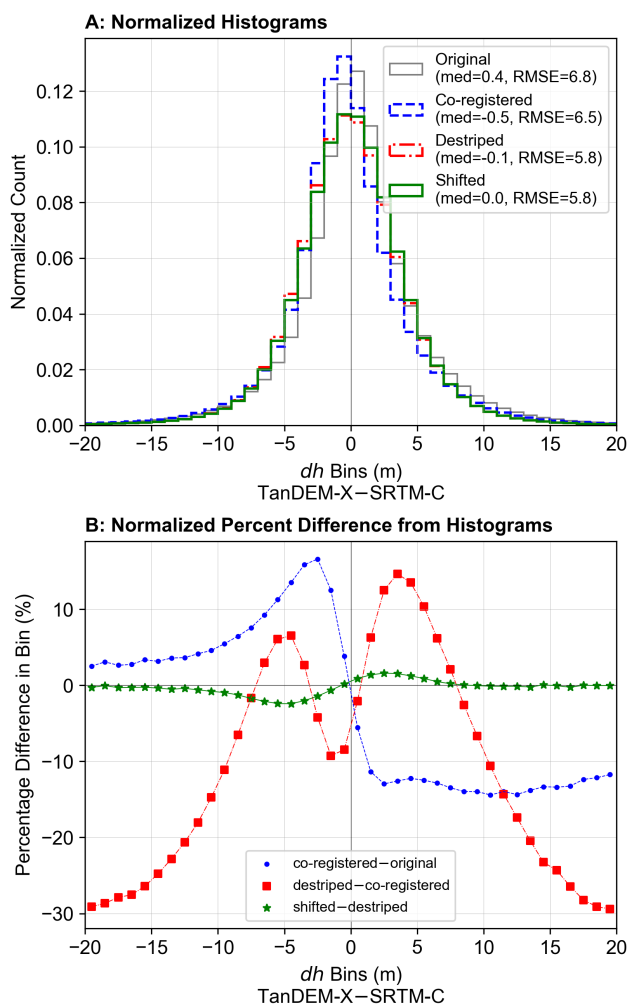 A: Normalized Histograms
Normalized Count
0.12
0.10
0.08
0.06
0.04
0.02
0.00
Original
(med=0.4, RMSE=6.8)
Co-registered
(med=-0.5, RMSE=6.5)
Destriped
(med=-0.1, RMSE=5.8)
Shifted
(med=0.0, RMSE=5.8)
−20 −15 −10 −5 0 5 10 15 20
dh Bins (m)
TanDEM-X−SRTM-C
B: Normalized Percent Difference from Histograms
Percentage Difference in Bin (%)
10
0
−10
−20
−30
co-registered−original
destriped−co-registered
shifted−destriped
−20 −15 −10 −5 0 5 10 15 20
dh Bins (m)
TanDEM-X−SRTM-C